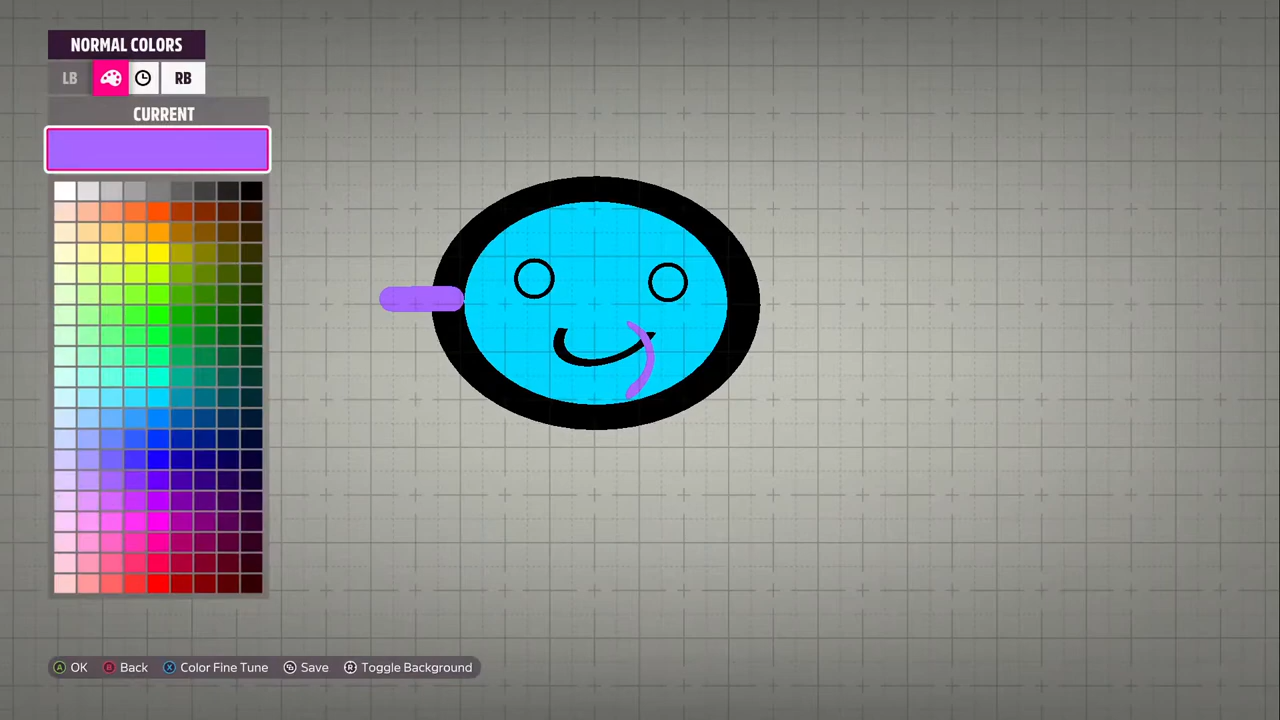 NORMAL COLORS
LB RB
CURRENT
A OK B Back X Color Fine Tune Save R Toggle Background